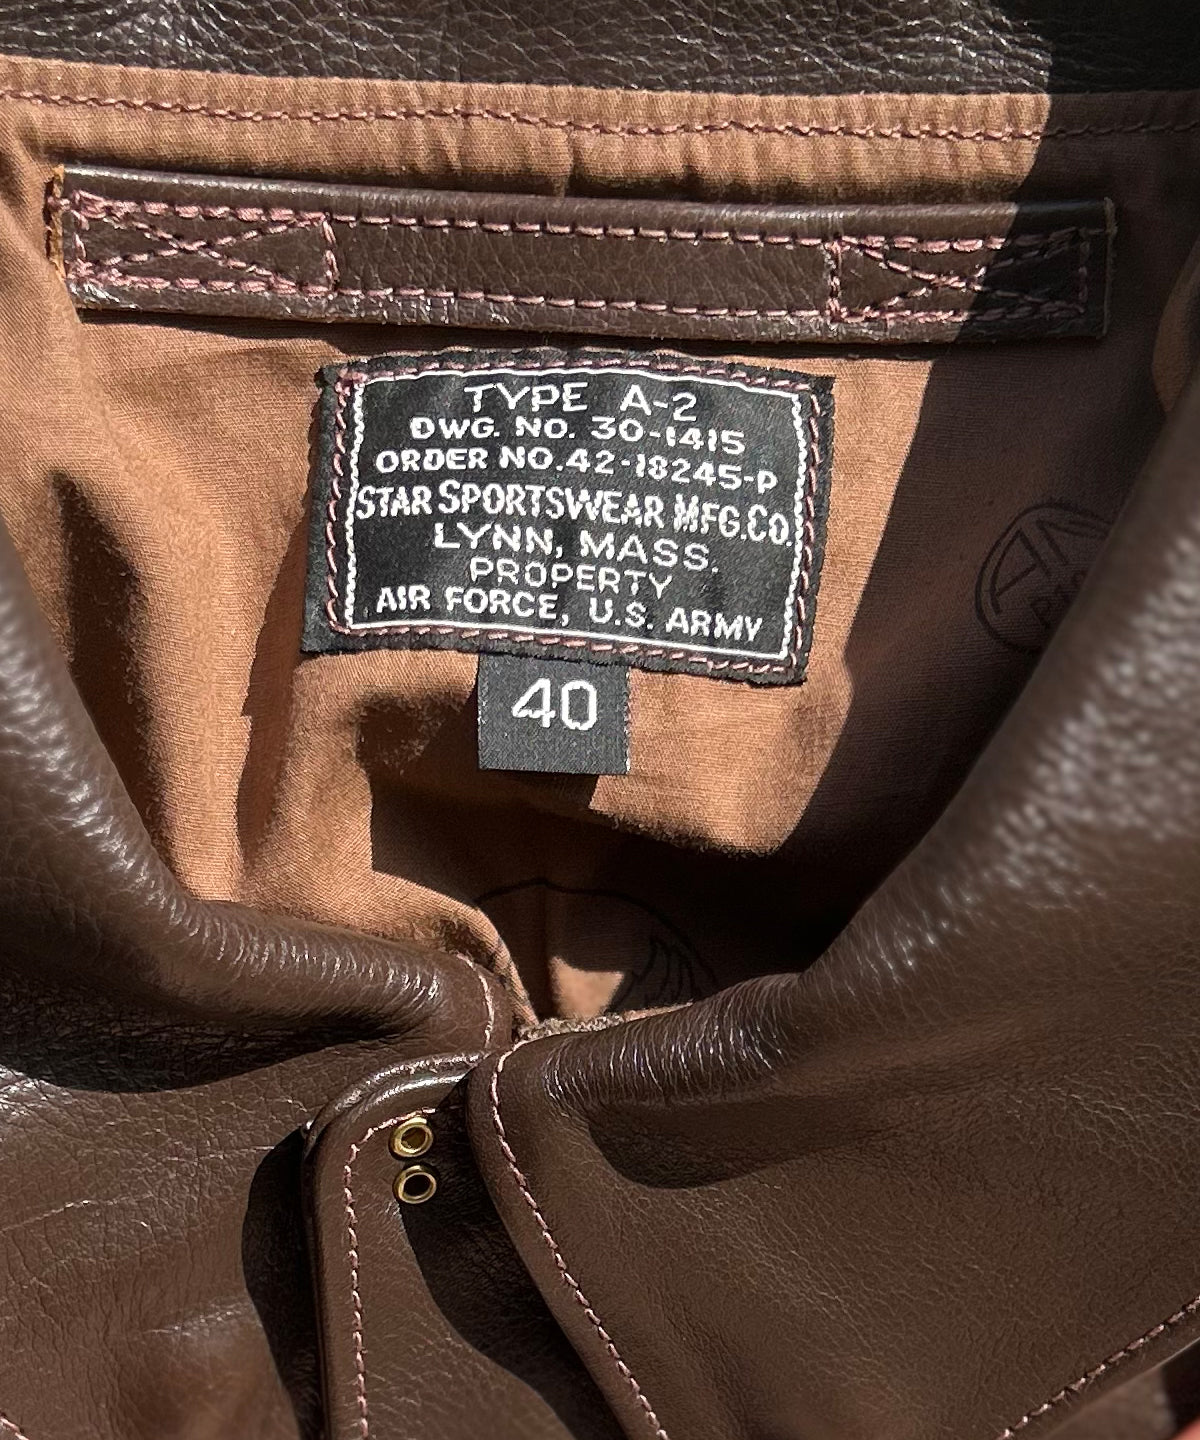 TYPE A-2
DWG. NO. 30-1415
ORDER NO. 42-18245-P
STAR SPORTSWEAR MFG. CO.
LYNN, MASS.
PROPERTY
AIR FORCE, U.S. ARMY
40